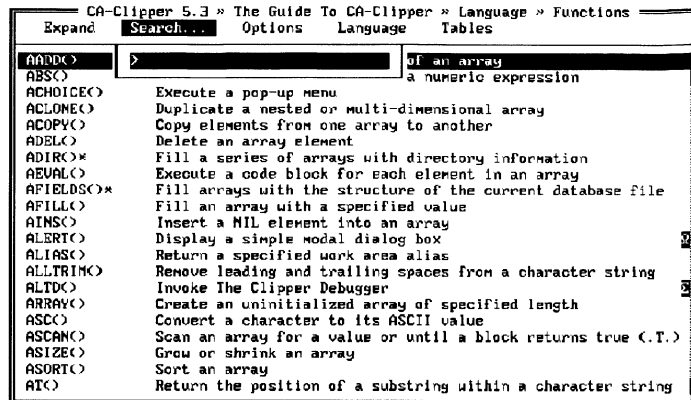 CA-Clipper 5.3 » The Guide To CA-Clipper » Language » Functions
Expand Search... Options Language Tables
AADD() > of an array
ABS() a numeric expression
ACHOICE() Execute a pop-up menu
ACLONE() Duplicate a nested or multi-dimensional array
ACOPY() Copy elements from one array to another
ADEL() Delete an array element
ADIR()* Fill a series of arrays with directory information
AEVAL() Execute a code block for each element in an array
AFIELDS()* Fill arrays with the structure of the current database file
AFILL() Fill an array with a specified value
AINS() Insert a NIL element into an array
ALERT() Display a simple modal dialog box
ALIAS() Return a specified work area alias
ALLTRIM() Remove leading and trailing spaces from a character string
ALTD() Invoke The Clipper Debugger
ARRAY() Create an uninitialized array of specified length
ASC() Convert a character to its ASCII value
ASCAN() Scan an array for a value or until a block returns true (.T.)
ASIZE() Grow or shrink an array
ASORT() Sort an array
AT() Return the position of a substring within a character string